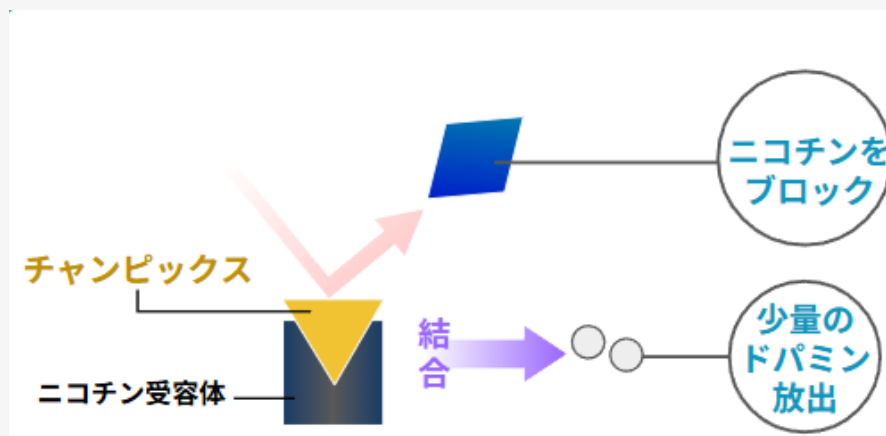 ニコチンを
ブロック
チャンピックス
少量の
ドパミン
放出
結
合
ニコチン受容体